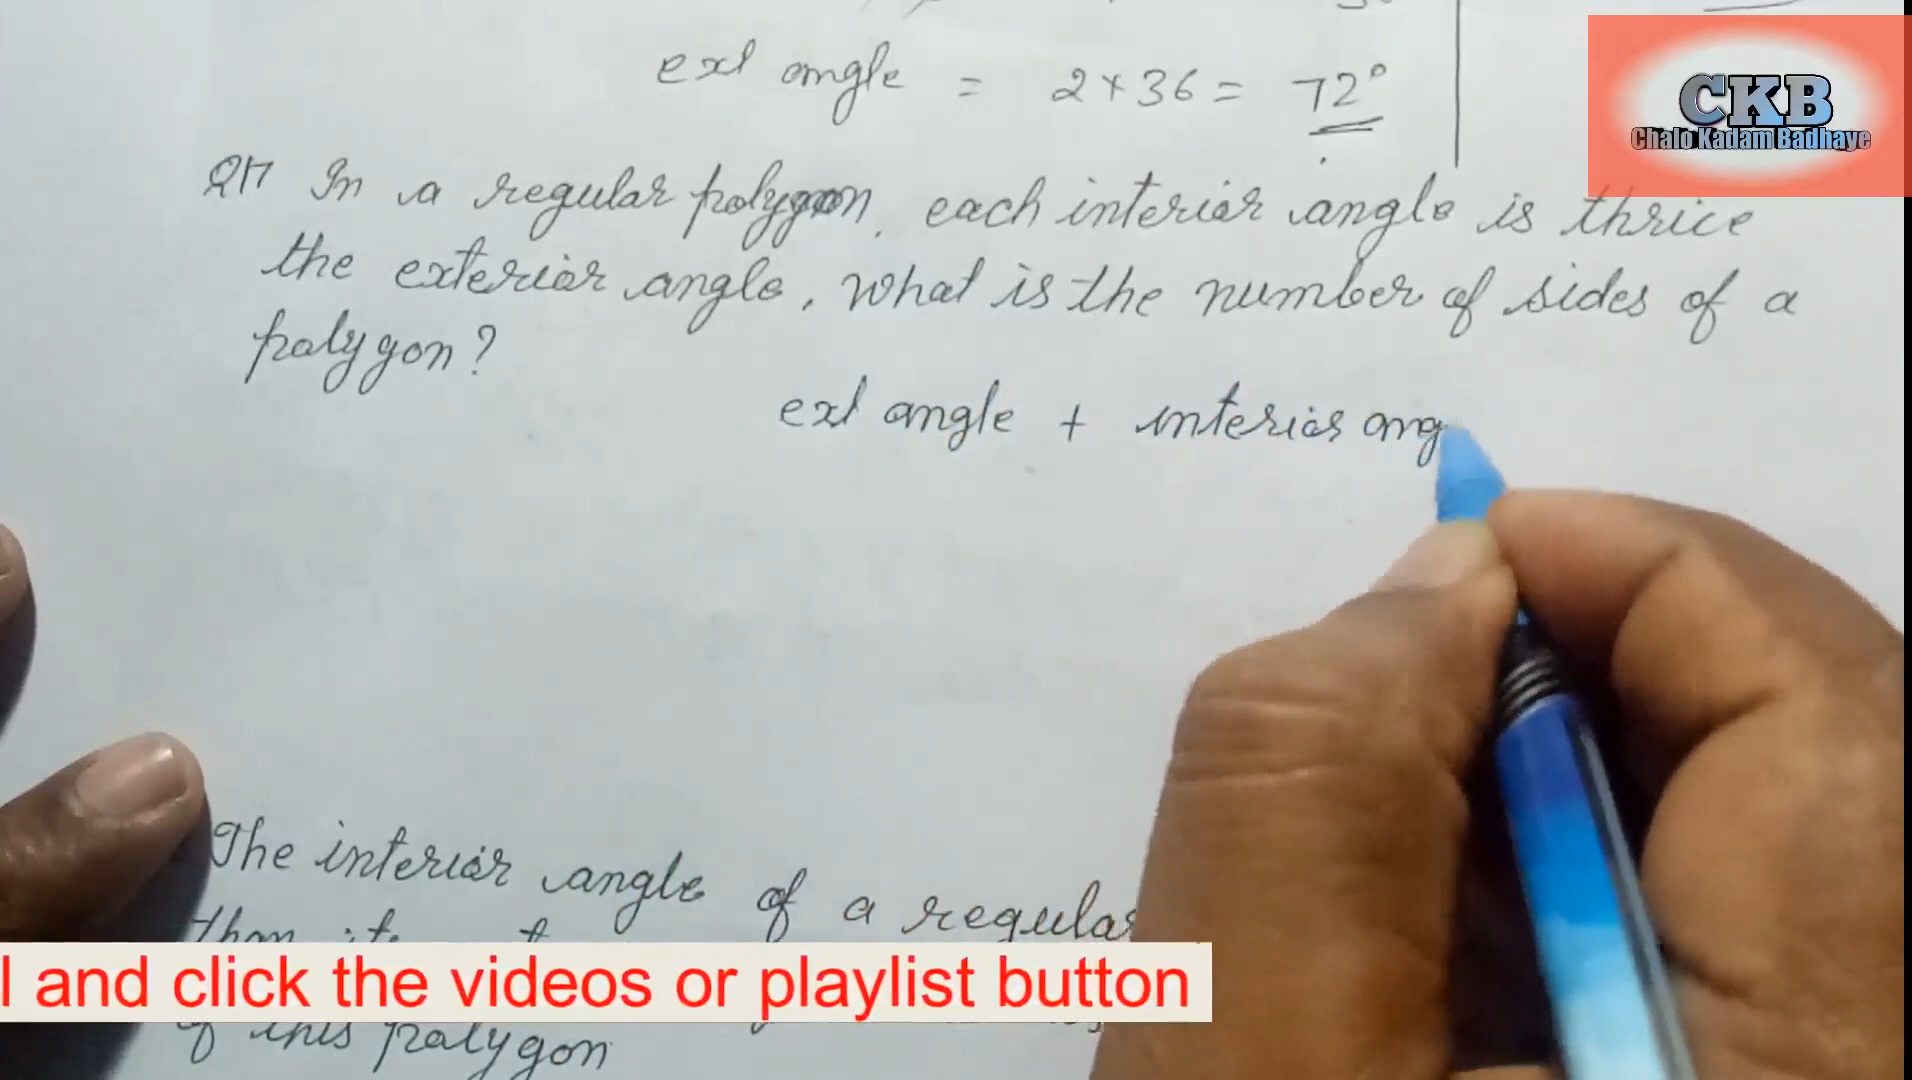 ext angle = 2 × 36 = 72°
CKB
Chalo Kadam Badhaye
Q17 In a regular polygon, each interior angle is thrice
the exterior angle, what is the number of sides of a
polygon?
ext angle + interior ang
The interior angle of a regular
than its
l and click the videos or playlist button
of this polygon